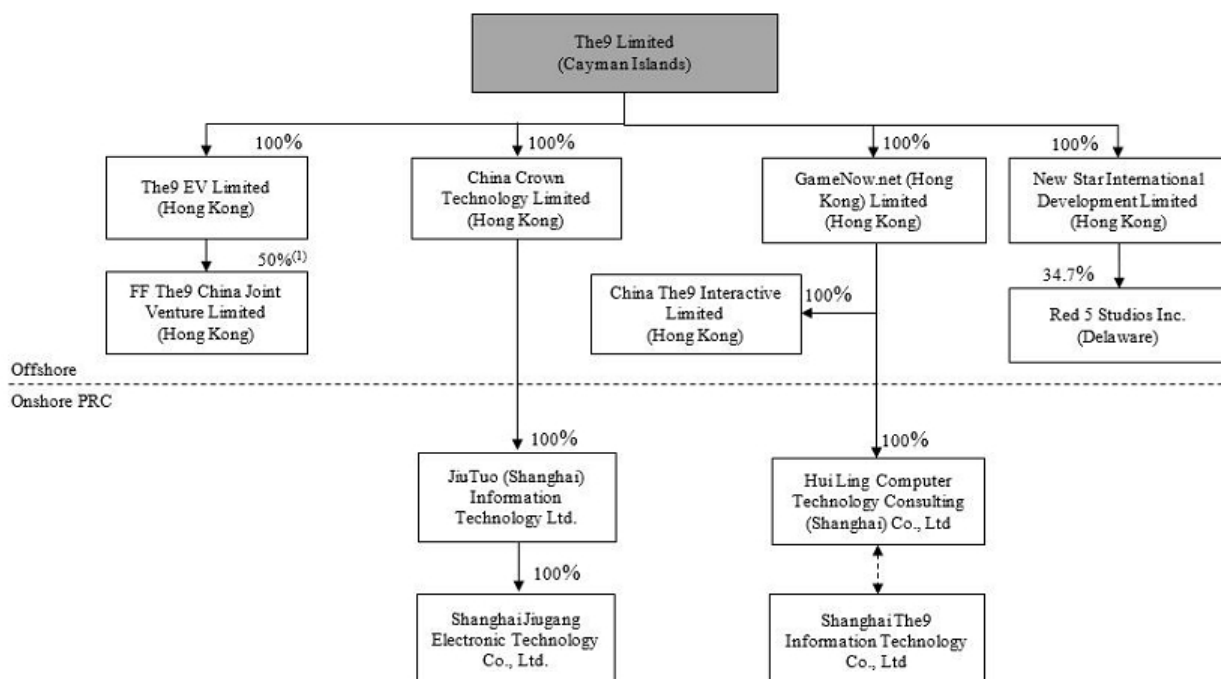 The9 Limited
(Cayman Islands)
100%
100%
100%
100%
The9 EV Limited
(Hong Kong)
China Crown
Technology Limited
(Hong Kong)
GameNow.net (Hong
Kong) Limited
(Hong Kong)
New Star International
Development Limited
(Hong Kong)
50%(1)
34.7%
FF The9 China Joint
Venture Limited
(Hong Kong)
China The9 Interactive
Limited
(Hong Kong)
100%
Red 5 Studios Inc.
(Delaware)
Offshore
Onshore PRC
100%
100%
JiuTuo (Shanghai)
Information
Technology Ltd.
Hui Ling Computer
Technology Consulting
(Shanghai) Co., Ltd
100%
Shanghai Jiugang
Electronic Technology
Co., Ltd.
Shanghai The9
Information Technology
Co., Ltd